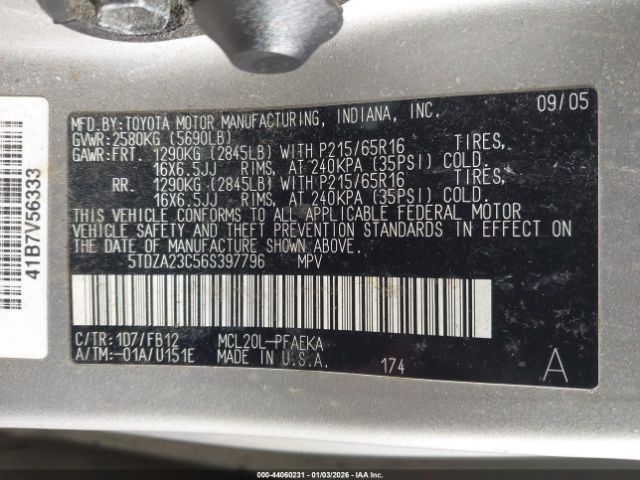 09/05
MFD.BY:TOYOTA MOTOR MANUFACTURING, INDIANA, INC.
GVWR:2580KG (5690LB)
GAWR:FRT. 1290KG (2845LB) WITH P215/65R16 TIRES,
16X6.5JJ RIMS, AT 240KPA (35PSI) COLD.
RR. 1290KG (2845LB) WITH P215/65R16 TIRES,
16X6.5JJ RIMS, AT 240KPA (35PSI) COLD.
THIS VEHICLE CONFORMS TO ALL APPLICABLE FEDERAL MOTOR
VEHICLE SAFETY AND THEFT PREVENTION STANDARDS IN EFFECT ON
THE DATE OF MANUFACTURE SHOWN ABOVE.
5TDZA23C56S397796 MPV
C/TR:1D7/FB12 MCL20L-PFAEKA
A/TM:-01A/U151E MADE IN U.S.A.
174
A
41B7V56333
000-44060231 - 01/03/2026 - IAAI.COM